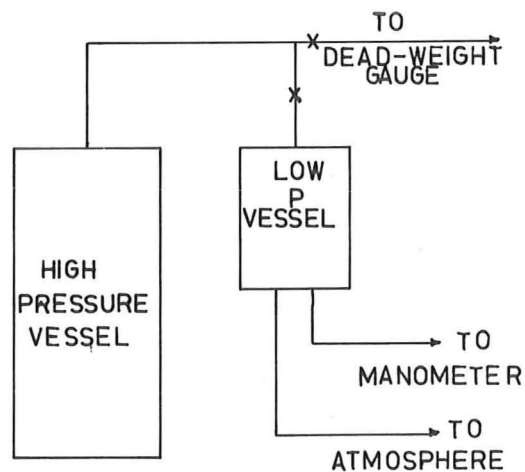 TO
DEAD-WEIGHT
GAUGE
LOW
P
VESSEL
HIGH
PRESSURE
VESSEL
TO
MANOMETER
TO
ATMOSPHERE